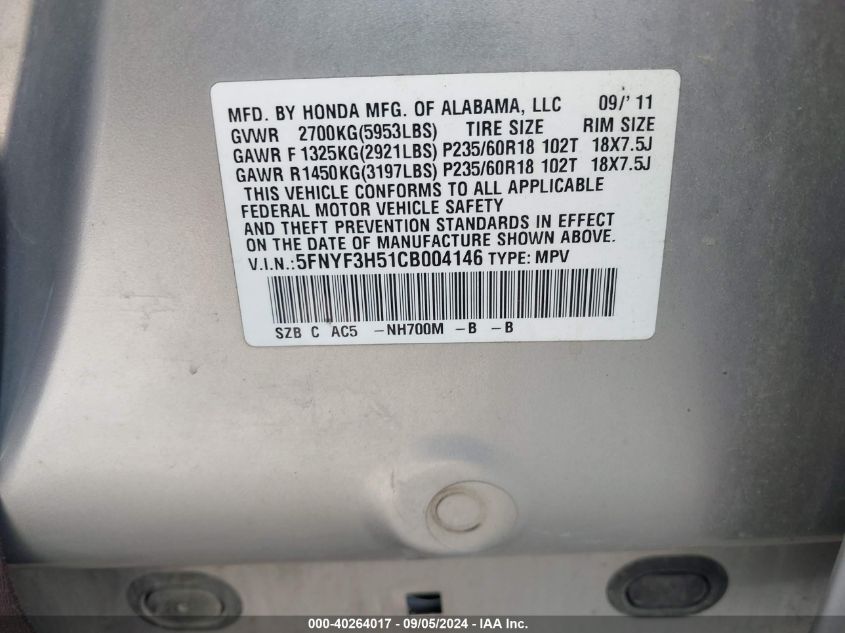 MFD. BY HONDA MFG. OF ALABAMA, LLC 09/'11
GVWR 2700KG(5953LBS) TIRE SIZE RIM SIZE
GAWR F 1325KG(2921LBS) P235/60R18 102T 18X7.5J
GAWR R1450KG(3197LBS) P235/60R18 102T 18X7.5J
THIS VEHICLE CONFORMS TO ALL APPLICABLE
FEDERAL MOTOR VEHICLE SAFETY
AND THEFT PREVENTION STANDARDS IN EFFECT
ON THE DATE OF MANUFACTURE SHOWN ABOVE.
V.I.N.:5FNYF3H51CB004146 TYPE: MPV
SZB C AC5 -NH700M -B -B
000-40264017 - 09/05/2024 - IAA Inc.